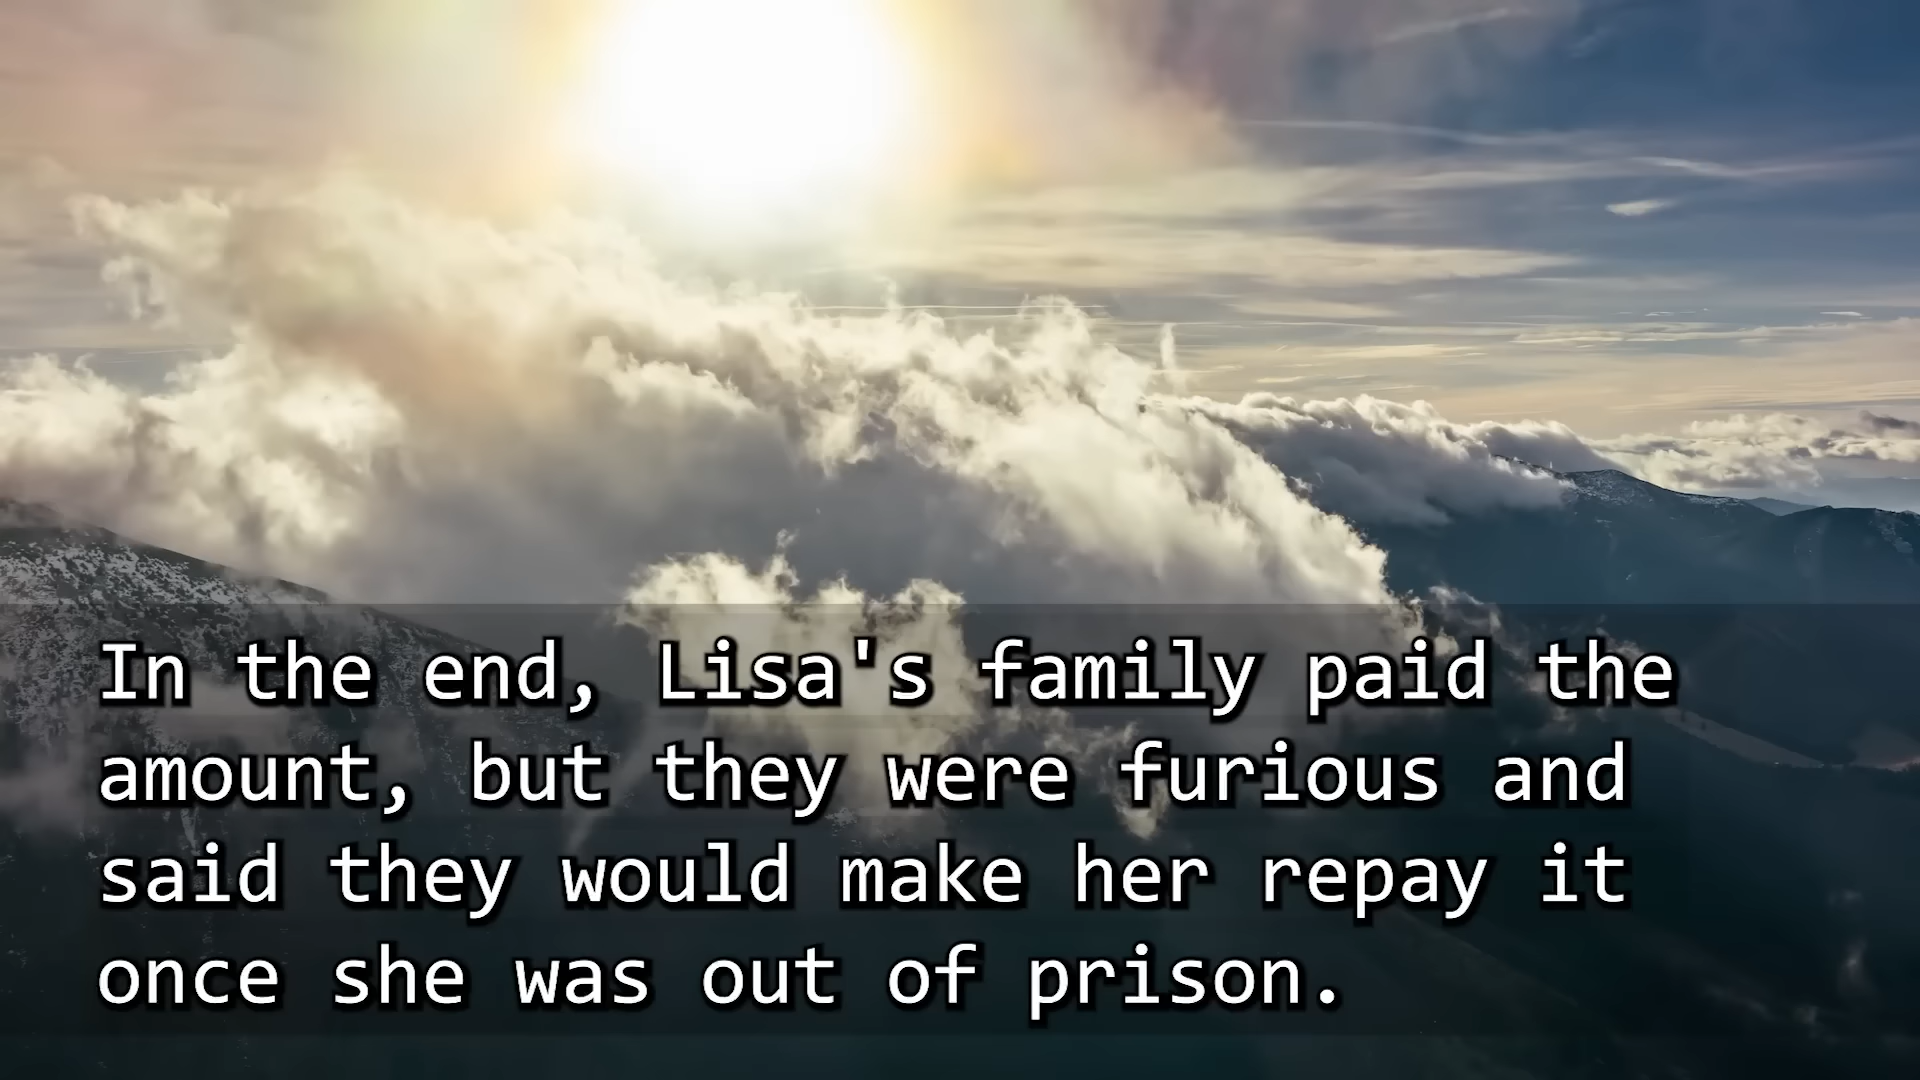 In the end, Lisa's family paid the
amount, but they were furious and
said they would make her repay it
once she was out of prison.